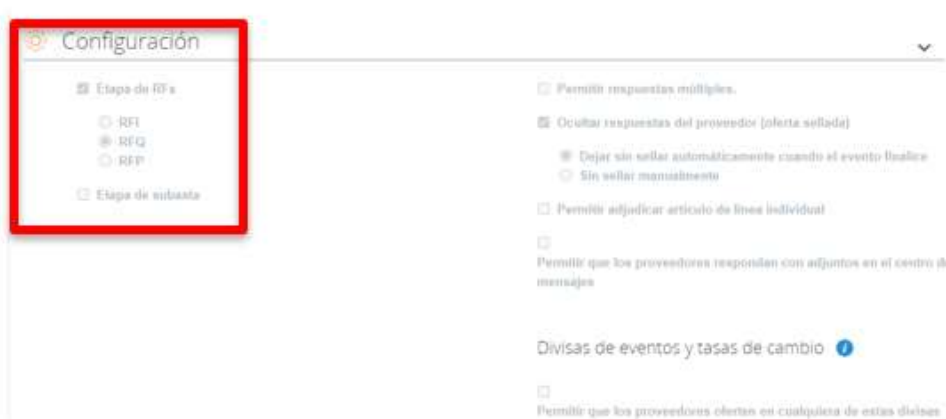 Configuración
Etapa de RFx
RFI
RFQ
RFP
Etapa de subasta
Permitir respuestas múltiples.
Ocultar respuestas del proveedor (oferta sellada)
Dejar sin sellar automáticamente cuando el evento finalice
Sin sellar manualmente
Permitir adjudicar artículo de línea individual
Permitir que los proveedores respondan con adjuntos en el centro de
mensajes
Divisas de eventos y tasas de cambio
Permitir que los proveedores oferten en cualquiera de estas divisas